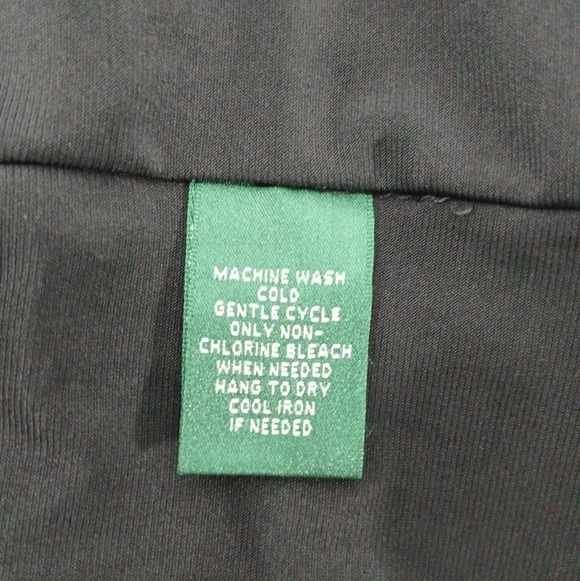 MACHINE WASH
COLD
GENTLE CYCLE
ONLY NON-
CHLORINE BLEACH
WHEN NEEDED
HANG TO DRY
COOL IRON
IF NEEDED